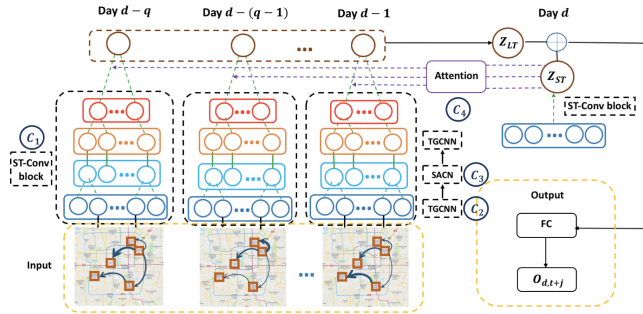 Day d − q
Day d − (q − 1)
Day d − 1
Day d
...
Z_LT
Z_ST
Attention
C_4
ST-Conv
block
C_1
ST-Conv
block
TGCNN
SACN
C_3
TGCNN
C_2
Input
...
Output
FC
O_{d,t+j}